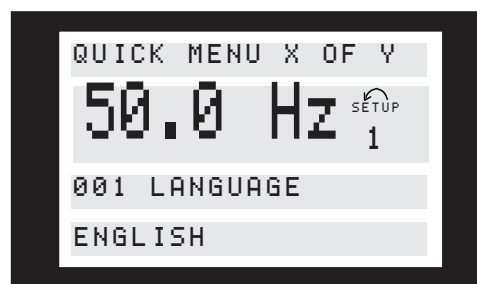 QUICK MENU X OF Y
50.0 Hz SETUP
1
001 LANGUAGE
ENGLISH